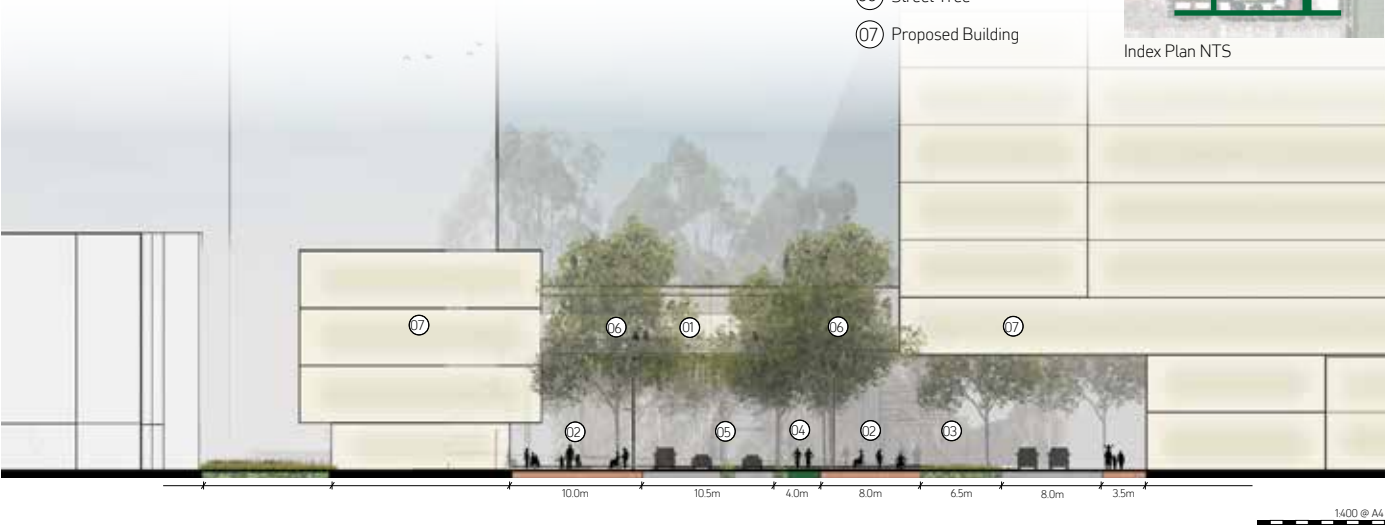 06 Street Tree
07 Proposed Building
Index Plan NTS
07
06
01
06
07
02
05
04
02
03
10.0m
10.5m
4.0m
8.0m
6.5m
8.0m
3.5m
1:400 @ A4